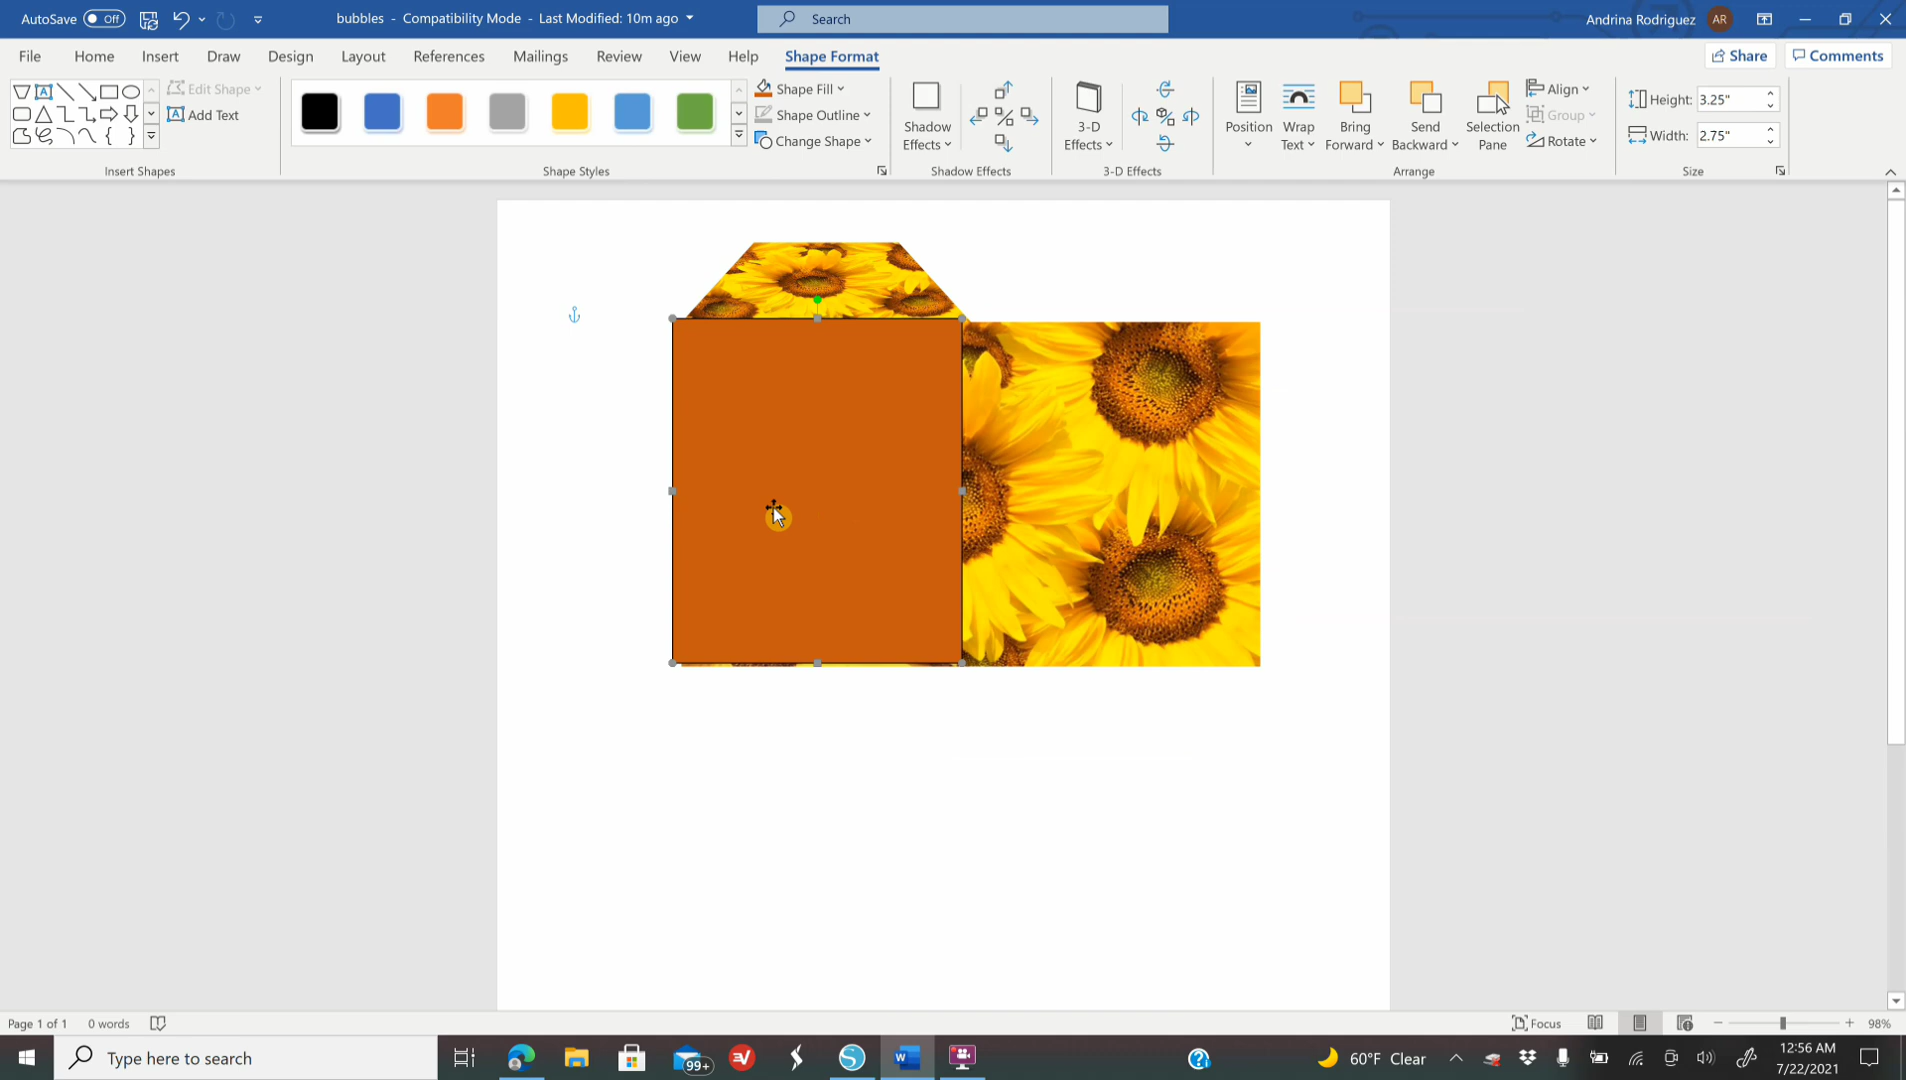 AutoSave Off bubbles - Compatibility Mode - Last Modified: 10m ago Search Andrina Rodriguez AR
File Home Insert Draw Design Layout References Mailings Review View Help Shape Format Share Comments
Edit Shape
Add Text
Insert Shapes
Shape Fill
Shape Outline
Change Shape
Shape Styles
Shadow
Effects
Shadow Effects
3-D
Effects
3-D Effects
Position
Wrap
Text
Bring
Forward
Send
Backward
Selection
Pane
Align
Group
Rotate
Arrange
Height: 3.25"
Width: 2.75"
Size
Page 1 of 1 0 words Focus 98%
Type here to search 99+ 60°F Clear 12:56 AM
7/22/2021